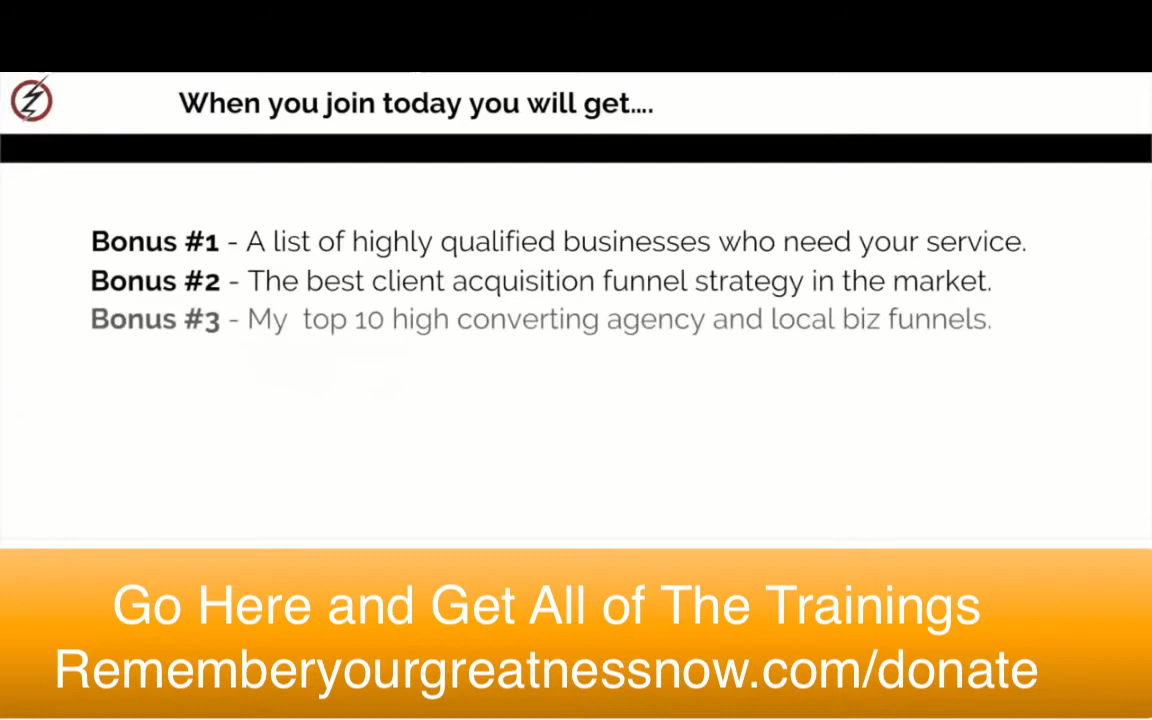 When you join today you will get....
Bonus #1 - A list of highly qualified businesses who need your service.
Bonus #2 - The best client acquisition funnel strategy in the market.
Bonus #3 - My top 10 high converting agency and local biz funnels.
Go Here and Get All of The Trainings
Rememberyourgreatnessnow.com/donate